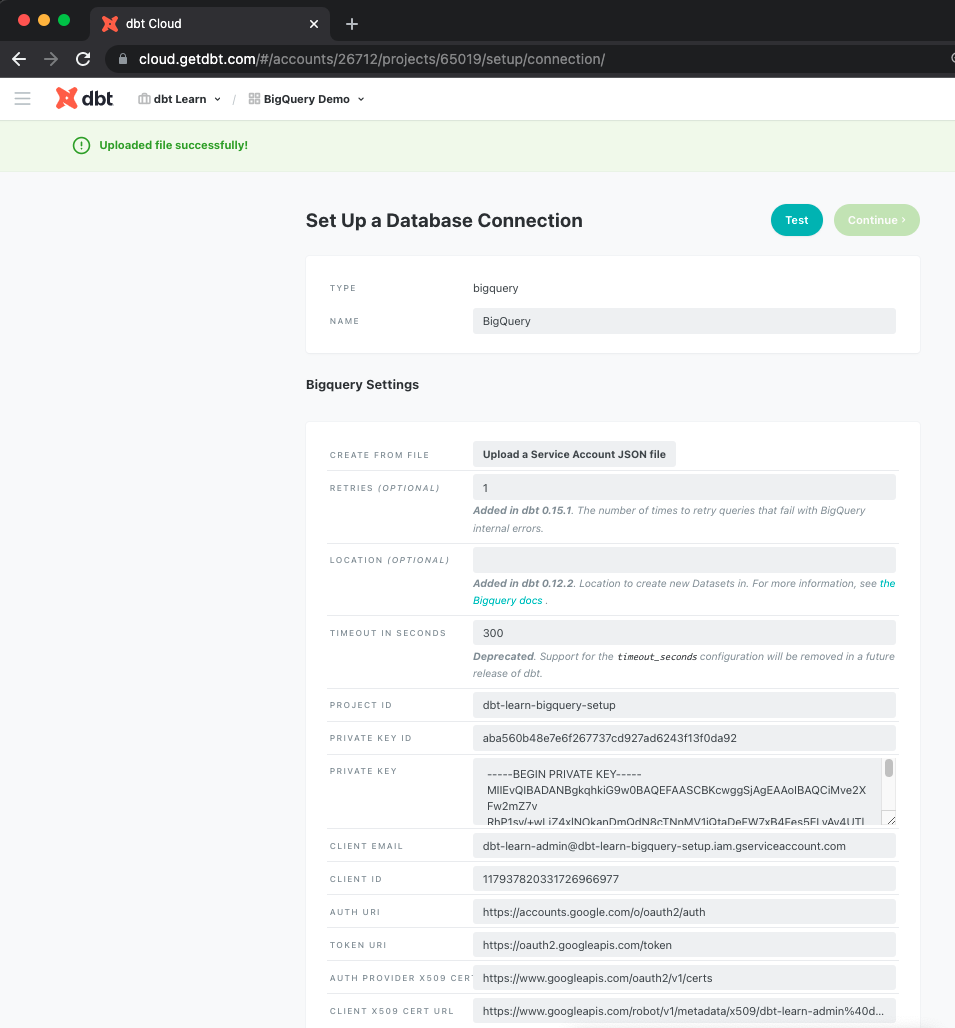 dbt Cloud
cloud.getdbt.com/#/accounts/26712/projects/65019/setup/connection/
dbt dbt Learn / BigQuery Demo
Uploaded file successfully!
Set Up a Database Connection Test Continue ›
TYPE bigquery
NAME BigQuery
Bigquery Settings
CREATE FROM FILE Upload a Service Account JSON file
RETRIES (OPTIONAL) 1
Added in dbt 0.15.1. The number of times to retry queries that fail with BigQuery
internal errors.
LOCATION (OPTIONAL)
Added in dbt 0.12.2. Location to create new Datasets in. For more information, see the
Bigquery docs .
TIMEOUT IN SECONDS 300
Deprecated. Support for the timeout_seconds configuration will be removed in a future
release of dbt.
PROJECT ID dbt-learn-bigquery-setup
PRIVATE KEY ID aba560b48e7e6f267737cd927ad6243f13f0da92
PRIVATE KEY -----BEGIN PRIVATE KEY-----
MIIEvQIBADANBgkqhkiG9w0BAQEFAASCBKcwggSjAgEAAoIBAQCiMve2X
Fw2mZ7v
CLIENT EMAIL dbt-learn-admin@dbt-learn-bigquery-setup.iam.gserviceaccount.com
CLIENT ID 117937820331726966977
AUTH URI https://accounts.google.com/o/oauth2/auth
TOKEN URI https://oauth2.googleapis.com/token
AUTH PROVIDER X509 CERT https://www.googleapis.com/oauth2/v1/certs
CLIENT X509 CERT URL https://www.googleapis.com/robot/v1/metadata/x509/dbt-learn-admin%40d...